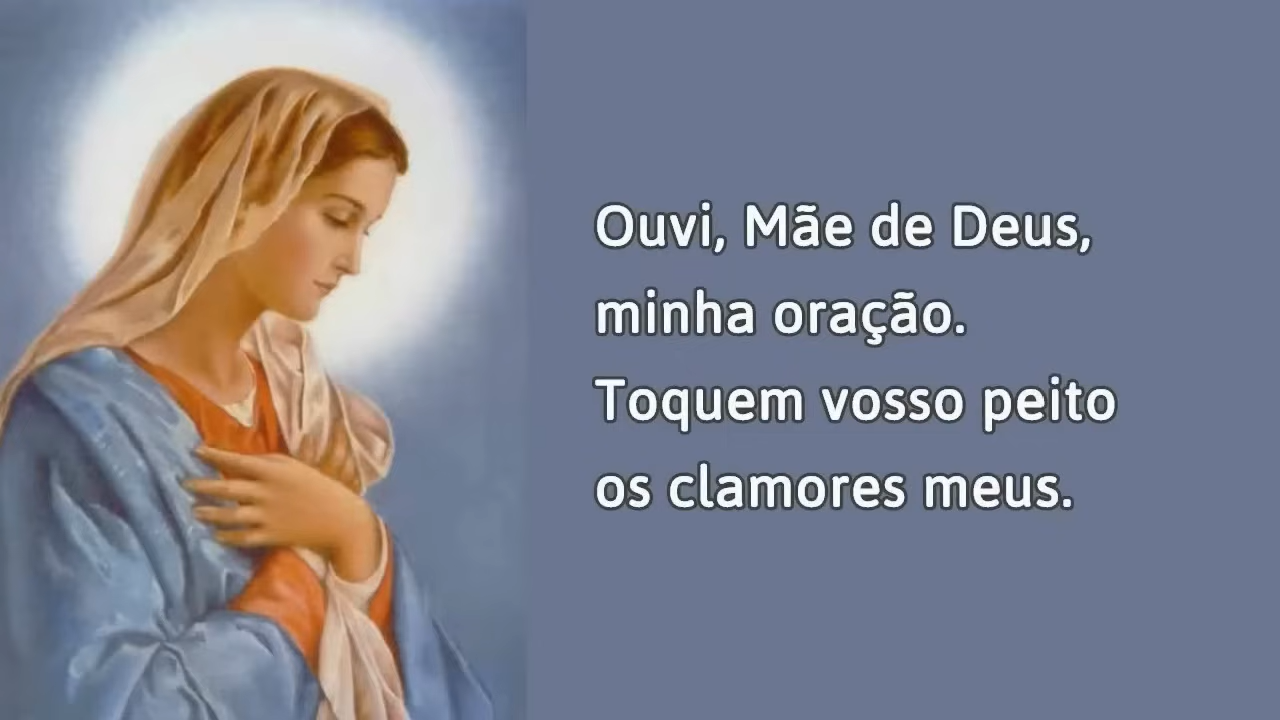 Ouvi, Mãe de Deus,
minha oração.
Toquem vosso peito
os clamores meus.